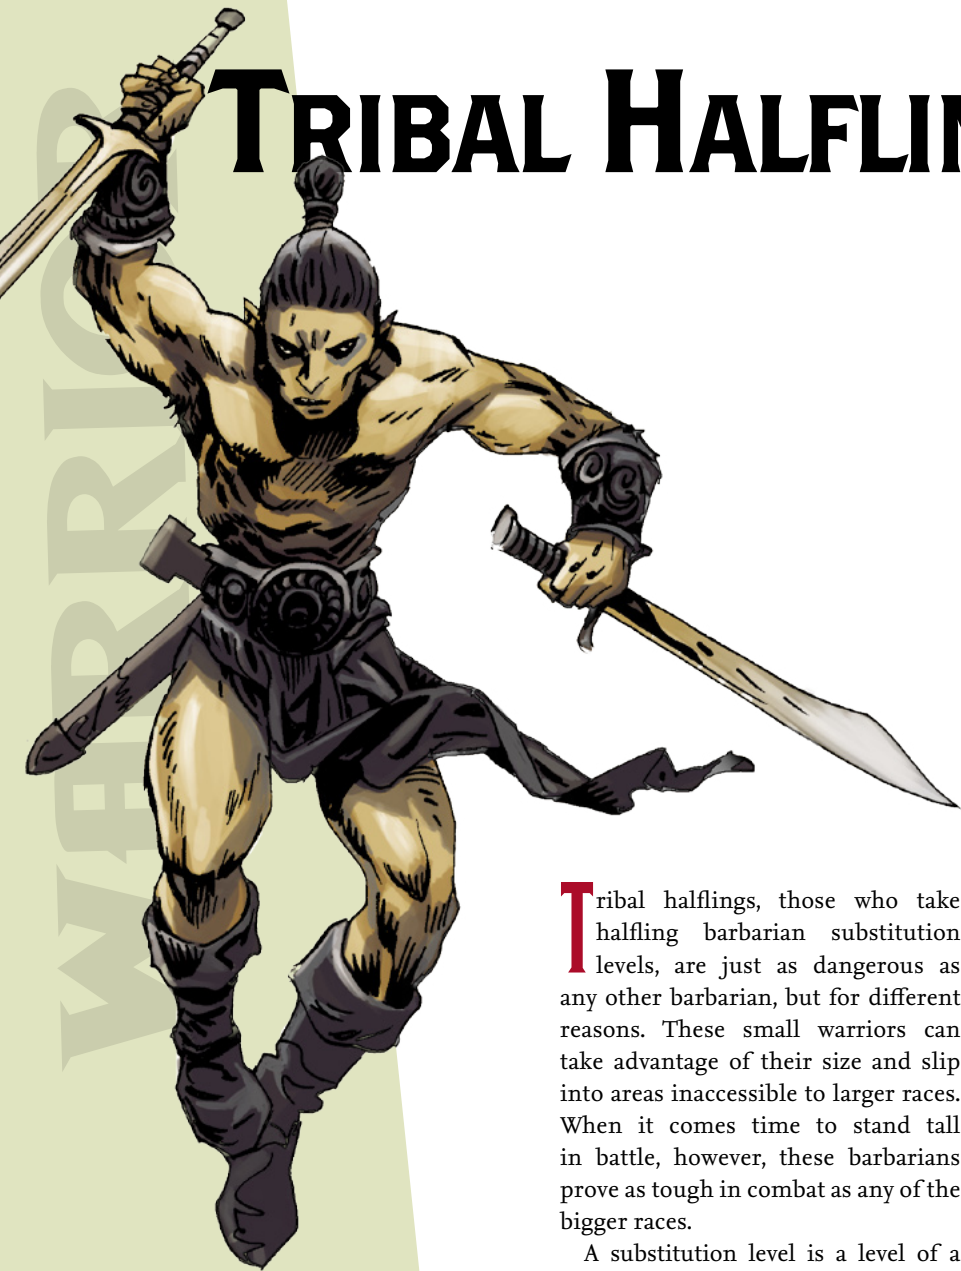 TRIBAL HALFLIN
WARRIOR
Tribal halflings, those who take
halfling barbarian substitution
levels, are just as dangerous as
any other barbarian, but for different
reasons. These small warriors can
take advantage of their size and slip
into areas inaccessible to larger races.
When it comes time to stand tall
in battle, however, these barbarians
prove as tough in combat as any of the
bigger races.
A substitution level is a level of a